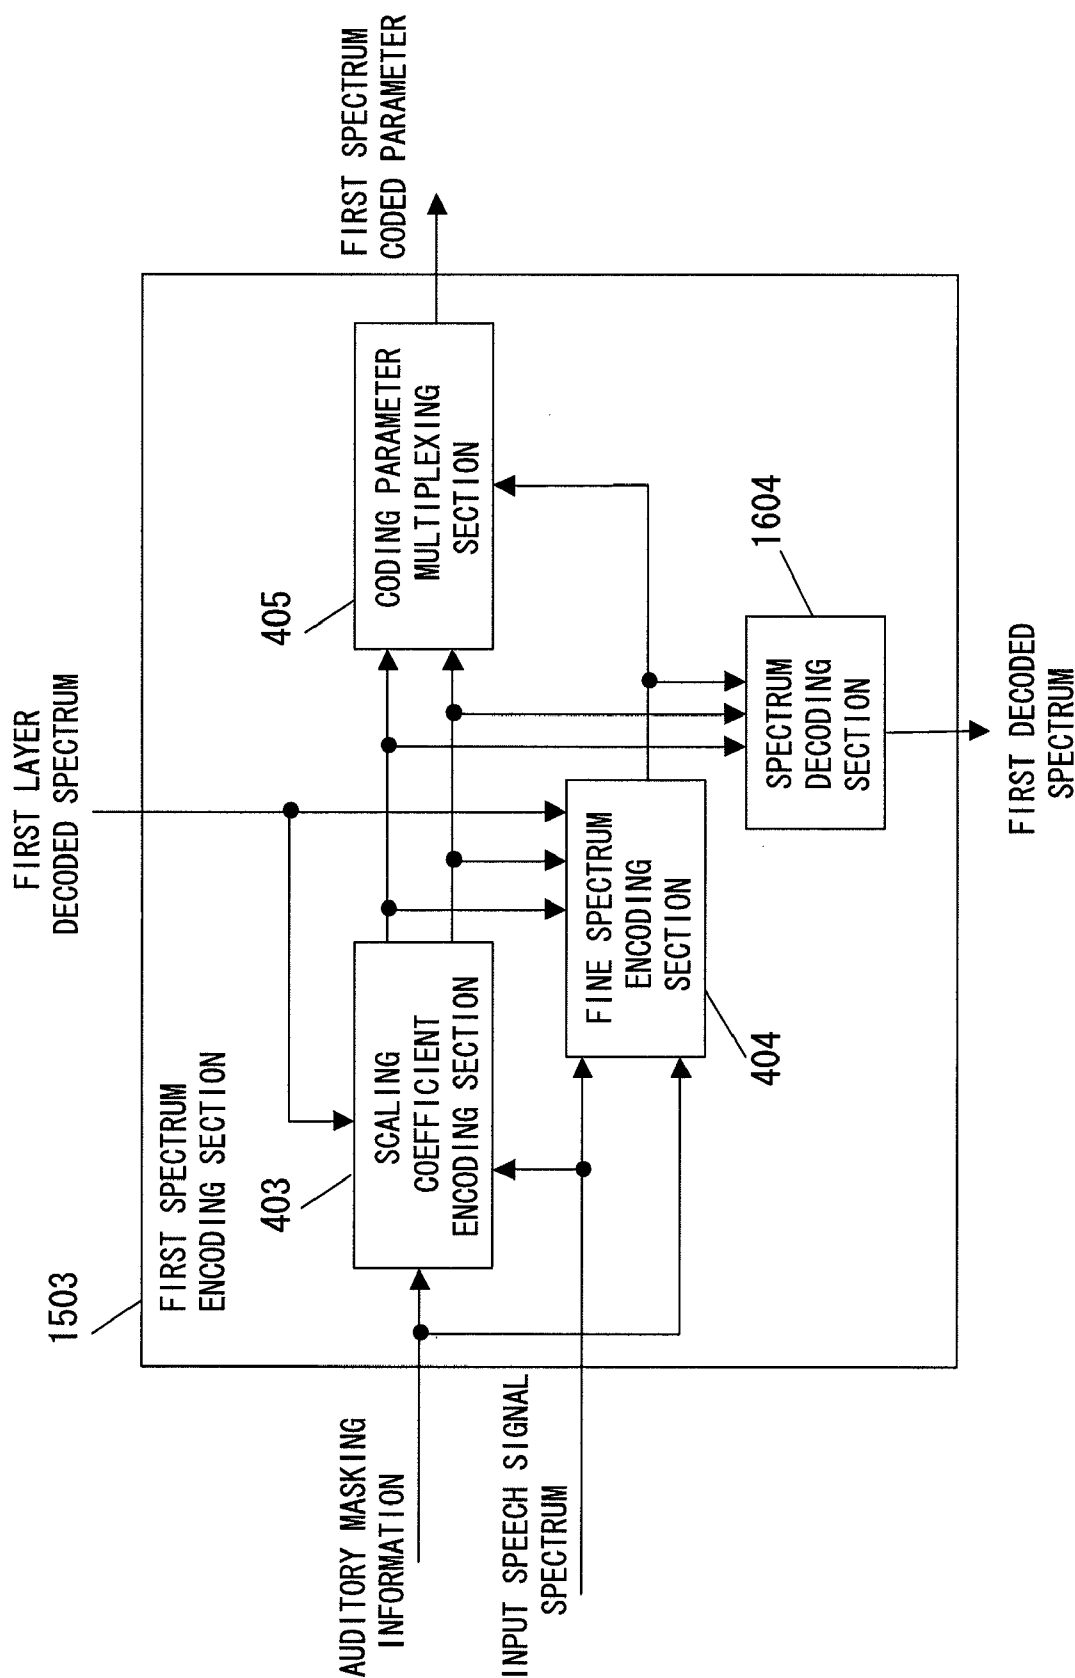 1503
FIRST SPECTRUM
ENCODING SECTION
FIRST LAYER
DECODED SPECTRUM
AUDITORY MASKING
INFORMATION
INPUT SPEECH SIGNAL
SPECTRUM
403
SCALING
COEFFICIENT
ENCODING SECTION
405
CODING PARAMETER
MULTIPLEXING
SECTION
FIRST SPECTRUM
CODED PARAMETER
FINE SPECTRUM
ENCODING
SECTION
404
1604
SPECTRUM
DECODING
SECTION
FIRST DECODED
SPECTRUM